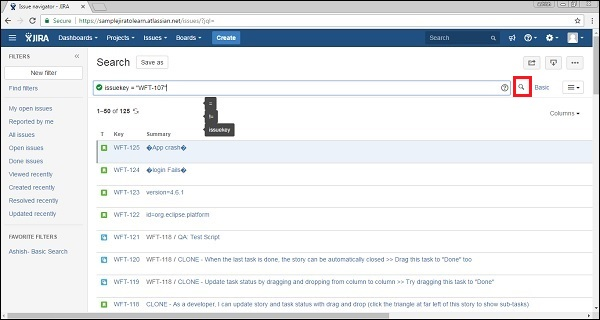 Issue navigator - JIRA
Secure https://samplejiratolearn.atlassian.net/issues/?jql=
JIRA Dashboards Projects Issues Boards Create Search
FILTERS
New filter
Find filters
My open issues
Reported by me
All issues
Open issues
Done issues
Viewed recently
Created recently
Resolved recently
Updated recently
FAVORITE FILTERS
Ashish- Basic Search
Search Save as
issuekey = "WFT-107" Basic
1–50 of 125
Columns
=
!=
issuekey
T Key Summary
WFT-125 �App crash�
WFT-124 �login Fails�
WFT-123 version=4.6.1
WFT-122 id=org.eclipse.platform
WFT-121 WFT-118 / QA: Test Script
WFT-120 WFT-118 / CLONE - When the last task is done, the story can be automatically closed >> Drag this task to "Done" too
WFT-119 WFT-118 / CLONE - Update task status by dragging and dropping from column to column >> Try dragging this task to "Done"
WFT-118 CLONE - As a developer, I can update story and task status with drag and drop (click the triangle at far left of this story to show sub-tasks)